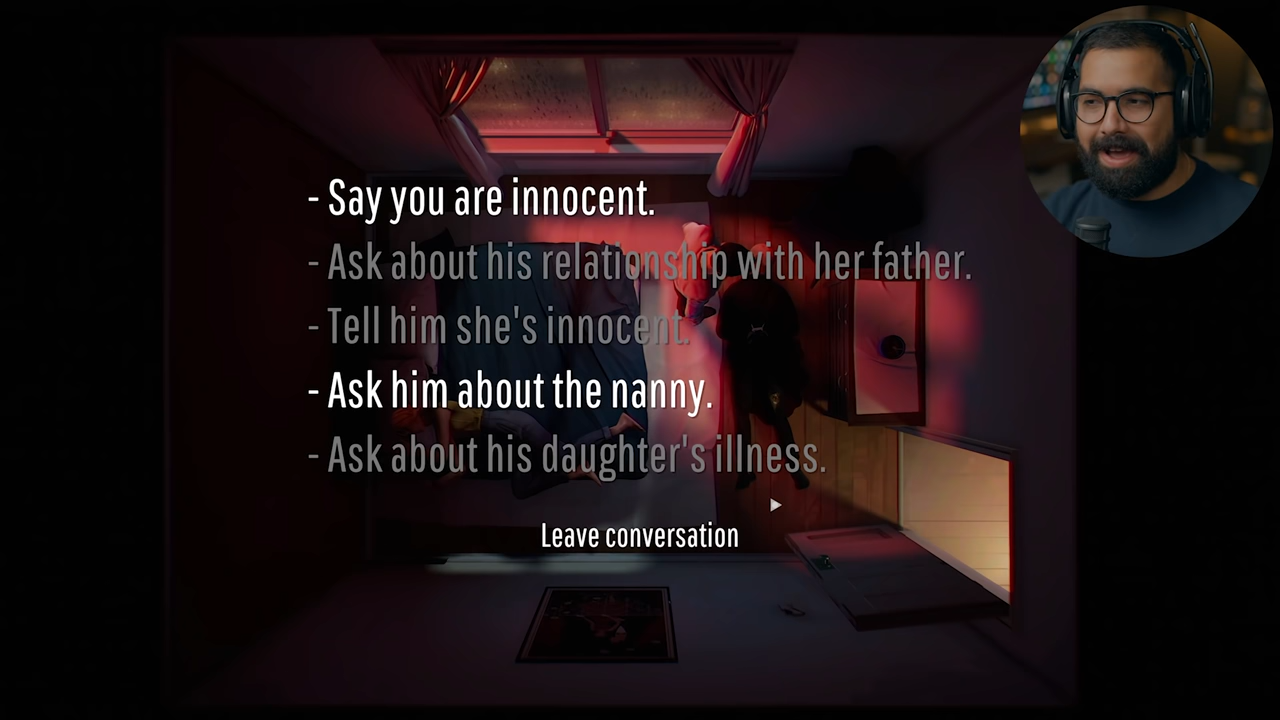 - Say you are innocent.
- Ask about his relationship with her father.
- Tell him she's innocent.
- Ask him about the nanny.
- Ask about his daughter's illness.
Leave conversation